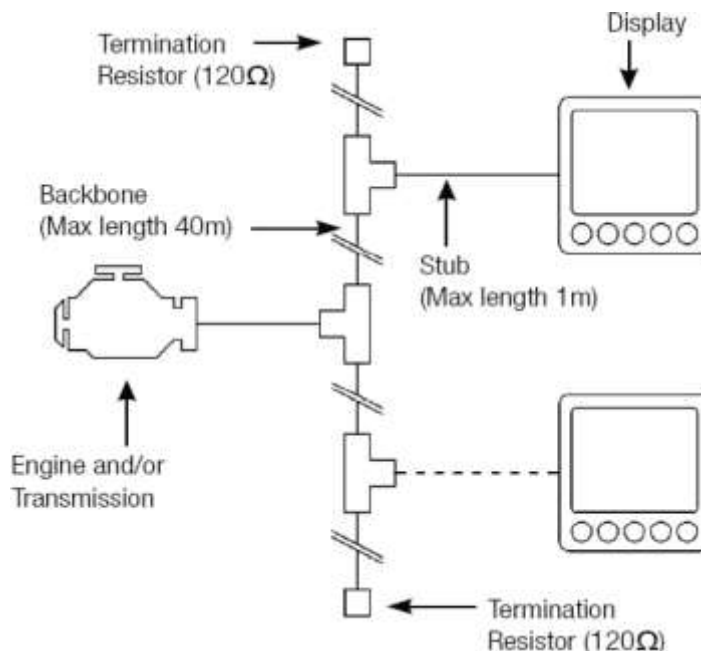 Display
Termination
Resistor (120Ω)
Backbone
(Max length 40m)
Stub
(Max length 1m)
Engine and/or
Transmission
Termination
Resistor (120Ω)